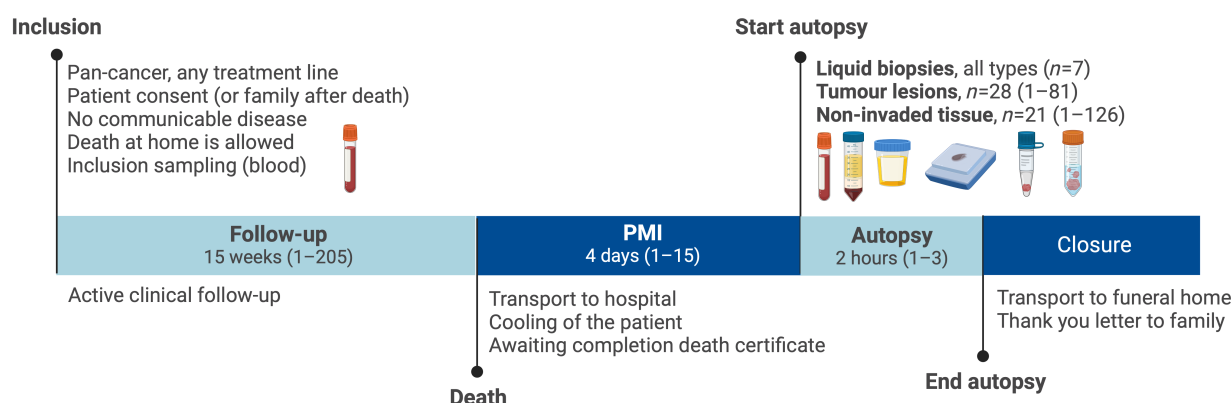 Inclusion
Pan-cancer, any treatment line
Patient consent (or family after death)
No communicable disease
Death at home is allowed
Inclusion sampling (blood)
Start autopsy
Liquid biopsies, all types (n=7)
Tumour lesions, n=28 (1–81)
Non-invaded tissue, n=21 (1–126)
Follow-up
15 weeks (1–205)
PMI
4 days (1–15)
Autopsy
2 hours (1–3)
Closure
Active clinical follow-up
Transport to hospital
Cooling of the patient
Awaiting completion death certificate
Transport to funeral home
Thank you letter to family
Death
End autopsy